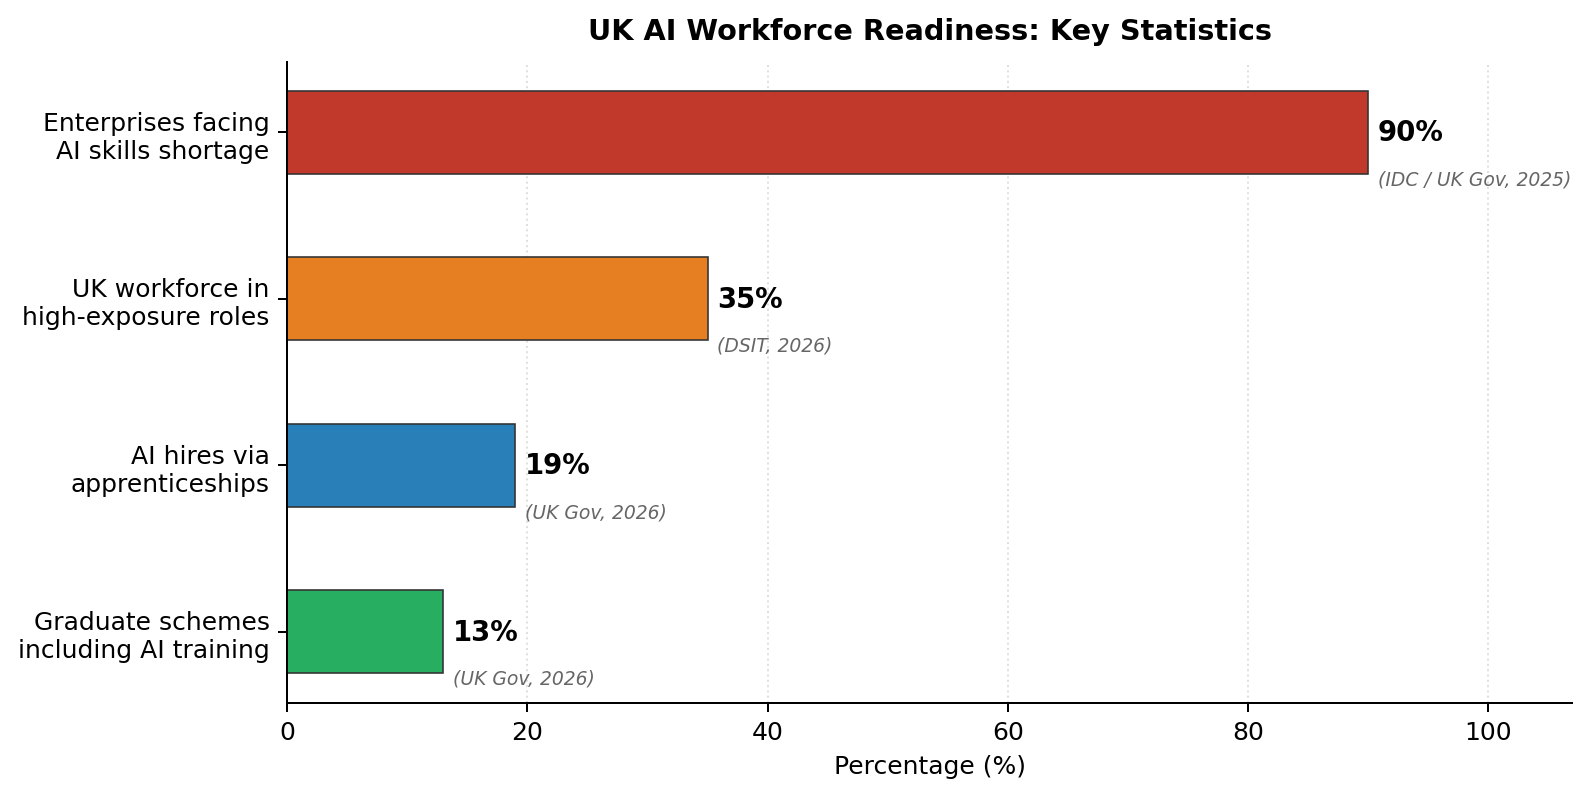 UK AI Workforce Readiness: Key Statistics
Enterprises facing
AI skills shortage
90%
(IDC / UK Gov, 2025)
UK workforce in
high-exposure roles
35%
(DSIT, 2026)
AI hires via
apprenticeships
19%
(UK Gov, 2026)
Graduate schemes
including AI training
13%
(UK Gov, 2026)
0 20 40 60 80 100
Percentage (%)